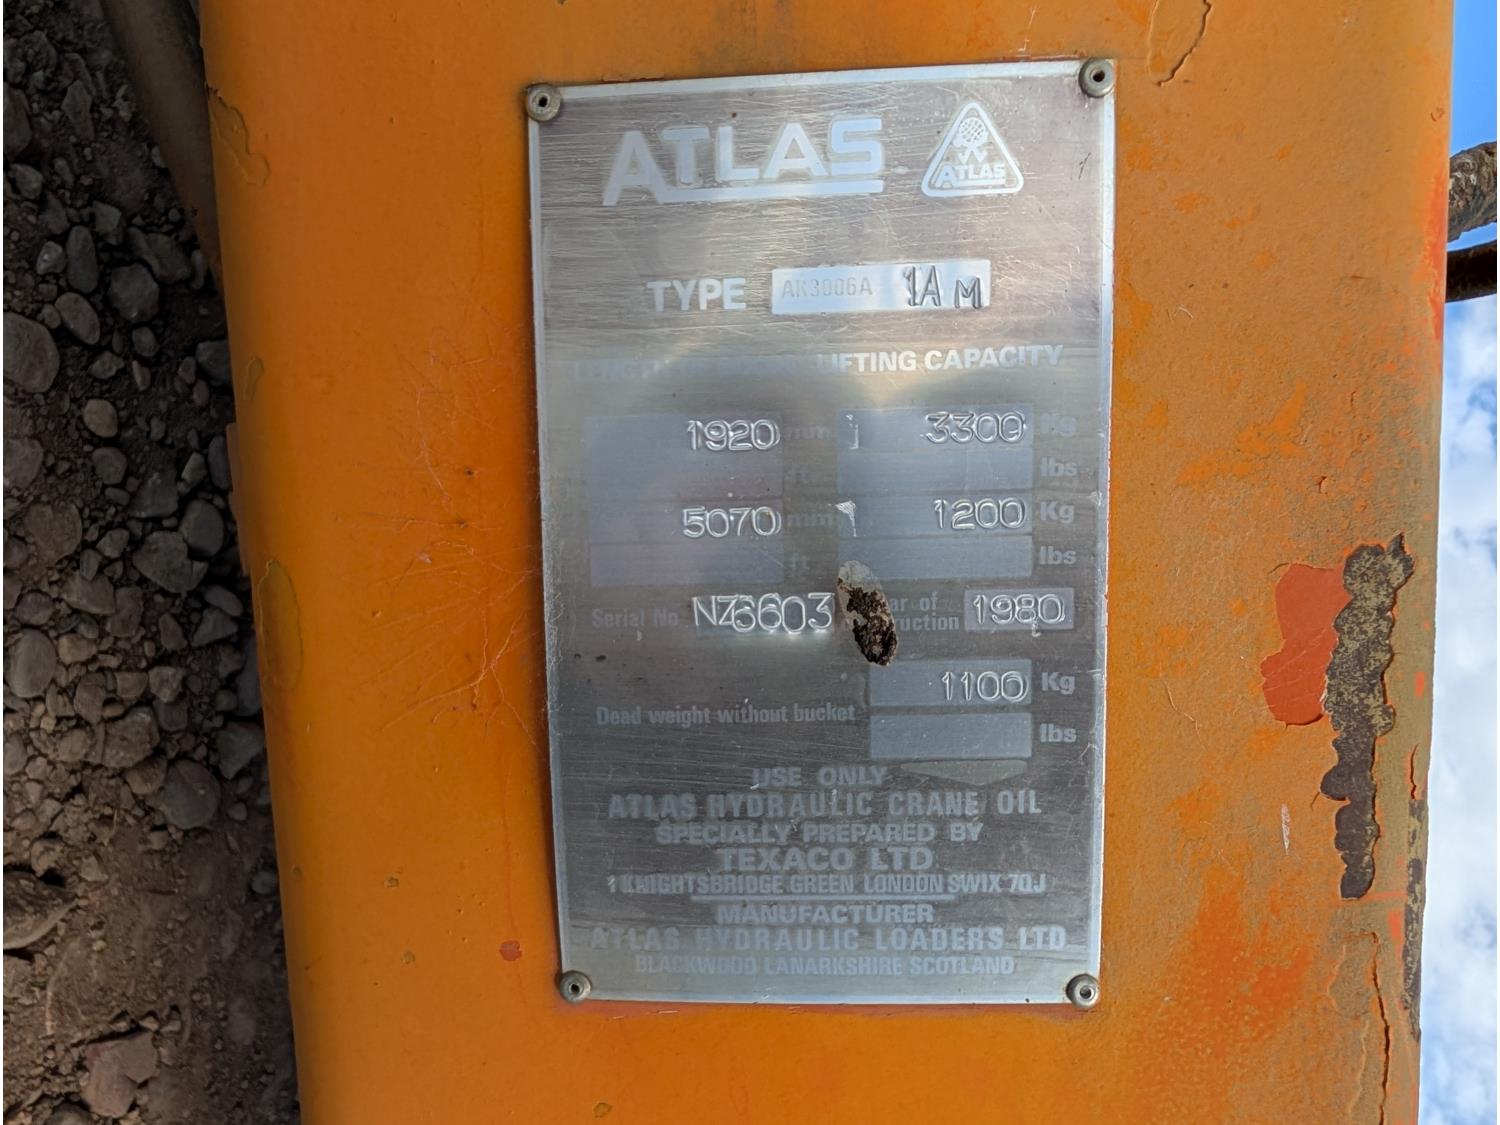 ATLAS
ATLAS
TYPE AK3006A 1A M
LIFTING CAPACITY
1920 mm 3300 Kg
ft lbs
5070 mm 1200 Kg
ft lbs
Serial No NZ6603 of 1980
1100 Kg
Dead weight without bucket
lbs
USE ONLY
ATLAS HYDRAULIC CRANE OIL
SPECIALLY PREPARED BY
TEXACO LTD
1 KNIGHTSBRIDGE GREEN LONDON SWIX 7QJ
MANUFACTURER
ATLAS HYDRAULIC LOADERS LTD
BLACKWOOD LANARKSHIRE SCOTLAND